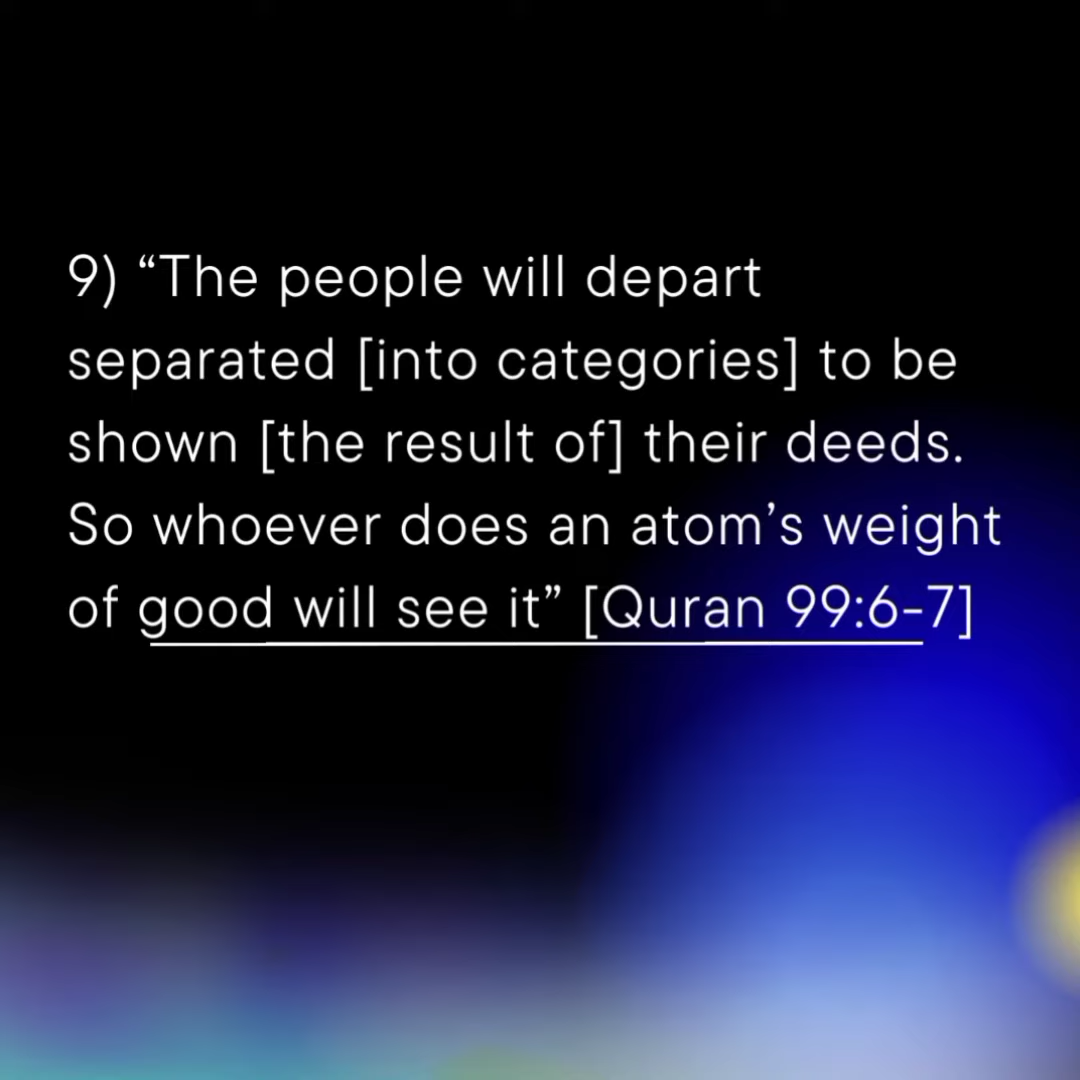 9) “The people will depart
separated [into categories] to be
shown [the result of] their deeds.
So whoever does an atom’s weight
of good will see it” [Quran 99:6-7]